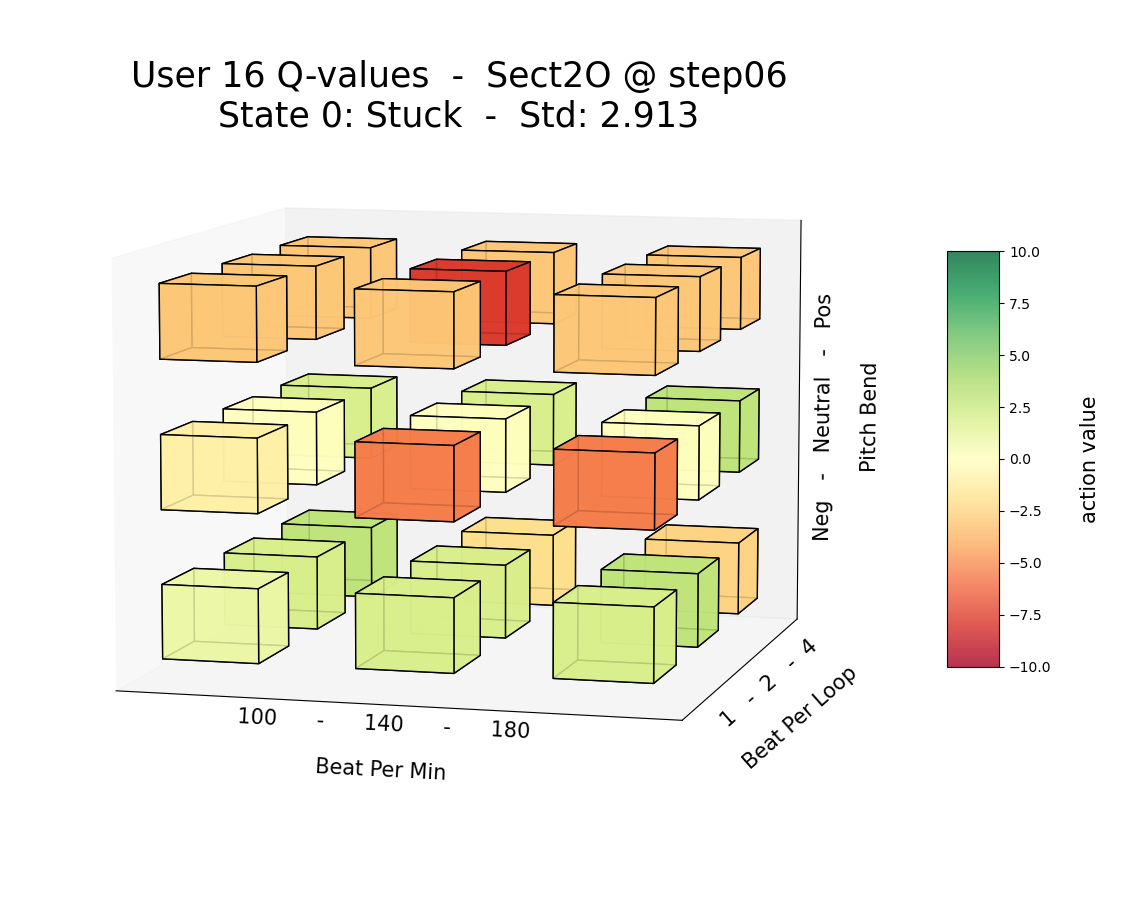 User 16 Q-values - Sect2O @ step06
State 0: Stuck - Std: 2.913
Neg - Neutral - Pos
Pitch Bend
1 - 2 - 4
Beat Per Loop
100 - 140 - 180
Beat Per Min
10.0
7.5
5.0
2.5
0.0
−2.5
−5.0
−7.5
−10.0
action value